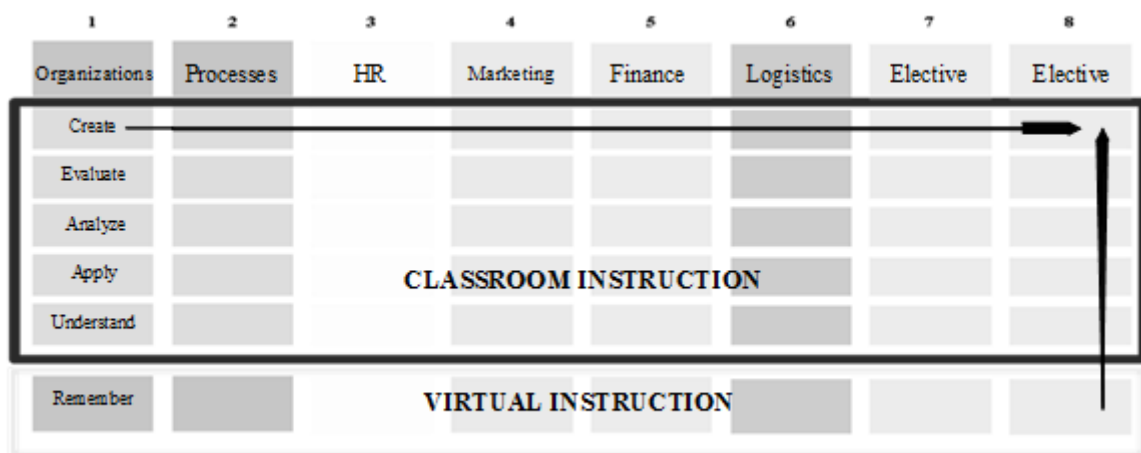 1 2 3 4 5 6 7 8
Organizations Processes HR Marketing Finance Logistics Elective Elective
Create
Evaluate
Analyze
Apply
CLASSROOM INSTRUCTION
Understand
Remember
VIRTUAL INSTRUCTION